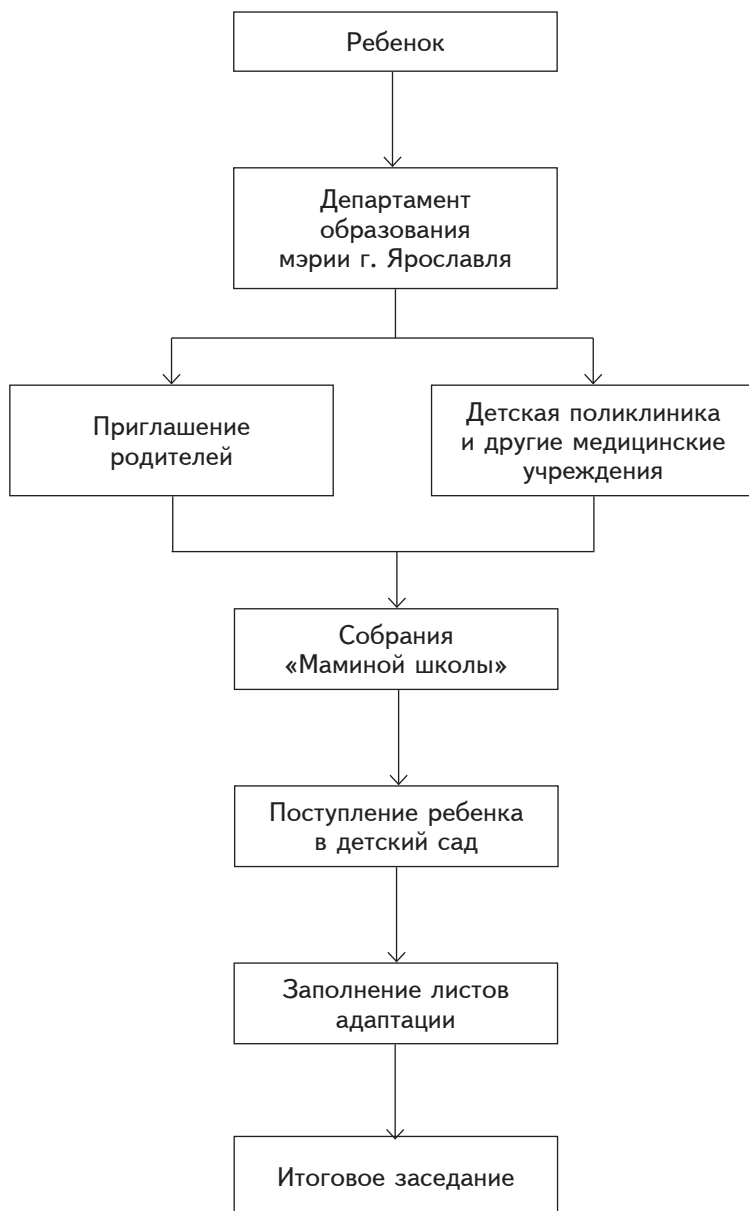 Ребенок
Департамент
образования
мэрии г. Ярославля
Приглашение
родителей
Детская поликлиника
и другие медицинские
учреждения
Собрания
«Маминой школы»
Поступление ребенка
в детский сад
Заполнение листов
адаптации
Итоговое заседание